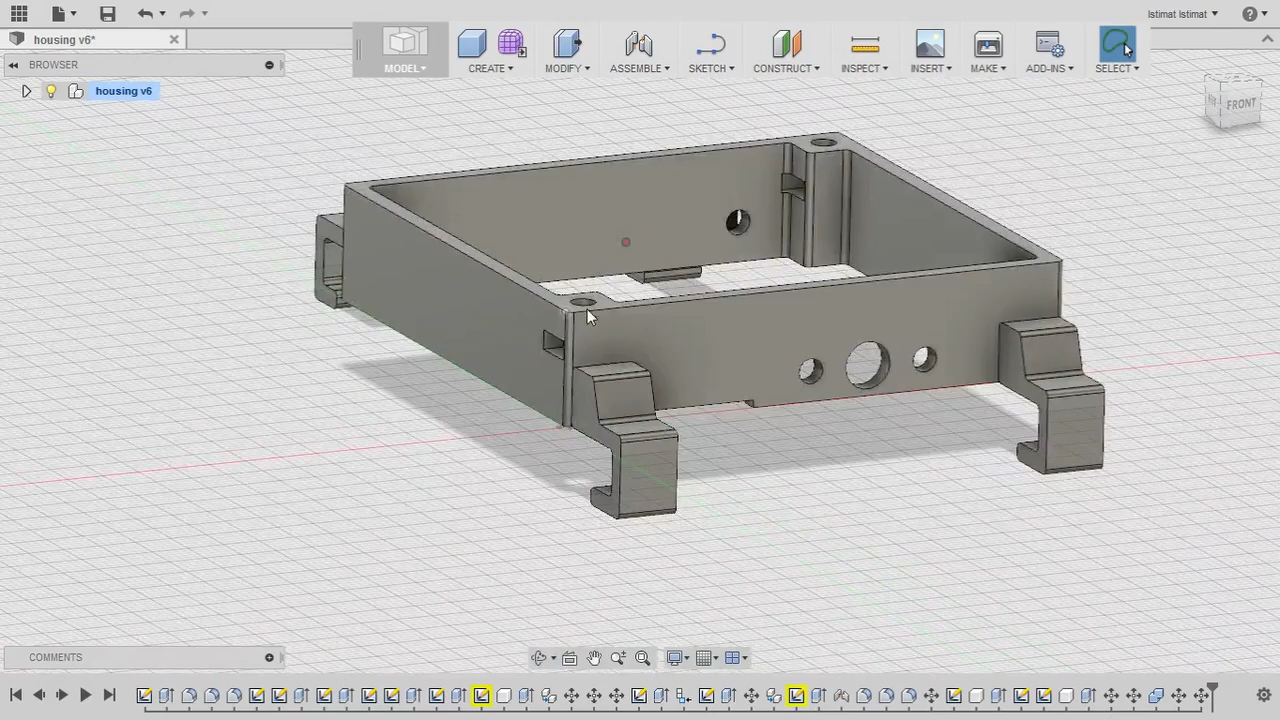 Istimat Istimat
housing v6*
BROWSER
housing v6
MODEL
CREATE
MODIFY
ASSEMBLE
SKETCH
CONSTRUCT
INSPECT
INSERT
MAKE
ADD-INS
SELECT
FRONT
COMMENTS